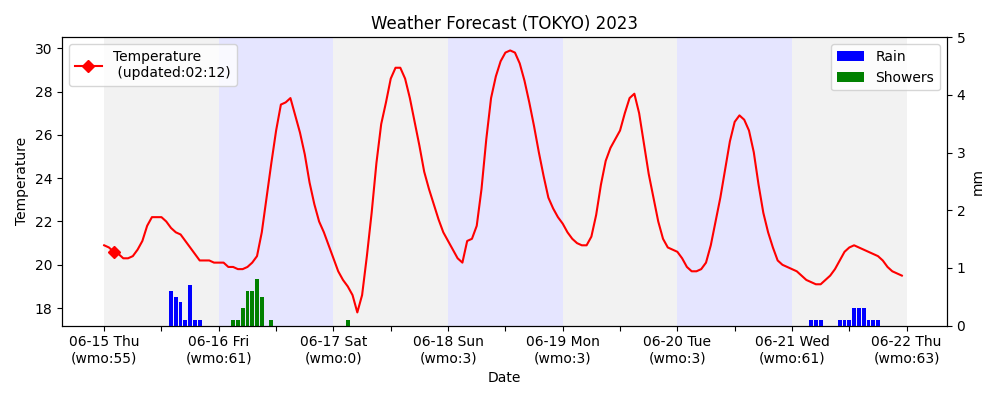 Weather Forecast (TOKYO) 2023
Temperature
(updated:02:12)
Rain
Showers
30
28
26
24
22
20
18
Temperature
5
4
3
2
1
0
mm
06-15 Thu
(wmo:55)
06-16 Fri
(wmo:61)
06-17 Sat
(wmo:0)
06-18 Sun
(wmo:3)
06-19 Mon
(wmo:3)
06-20 Tue
(wmo:3)
06-21 Wed
(wmo:61)
06-22 Thu
(wmo:63)
Date